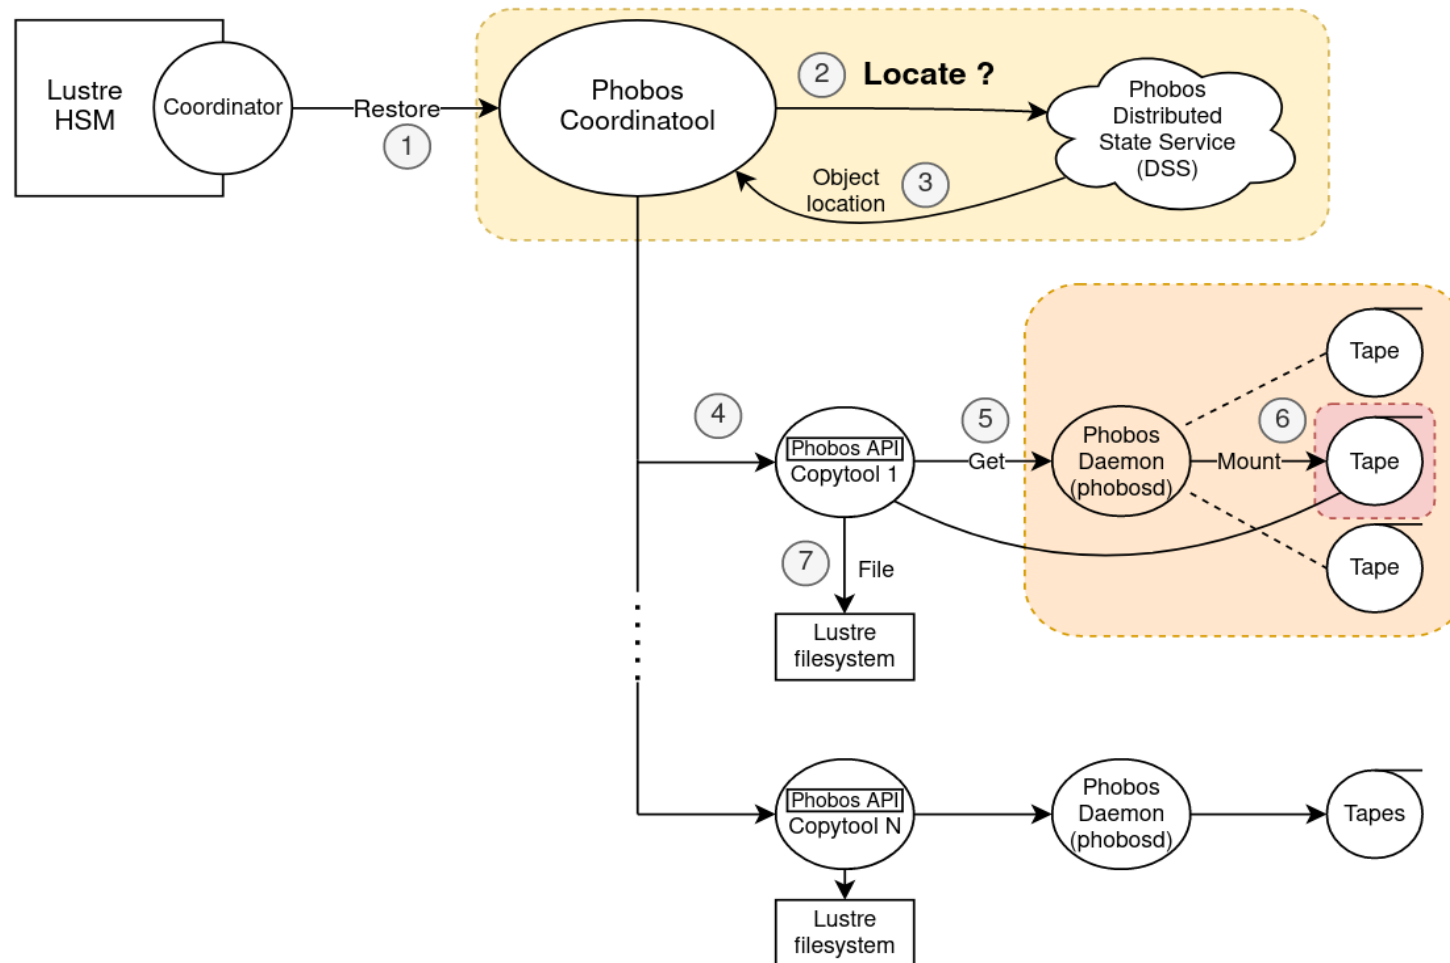 Lustre
HSM
Coordinator
Restore
1
Phobos
Coordinatool
2
Locate ?
Phobos
Distributed
State Service
(DSS)
Object
location
3
4
Phobos API
Copytool 1
5
Get
Phobos
Daemon
(phobosd)
6
Mount
Tape
Tape
Tape
7
File
Lustre
filesystem
Phobos API
Copytool N
Phobos
Daemon
(phobosd)
Tapes
Lustre
filesystem